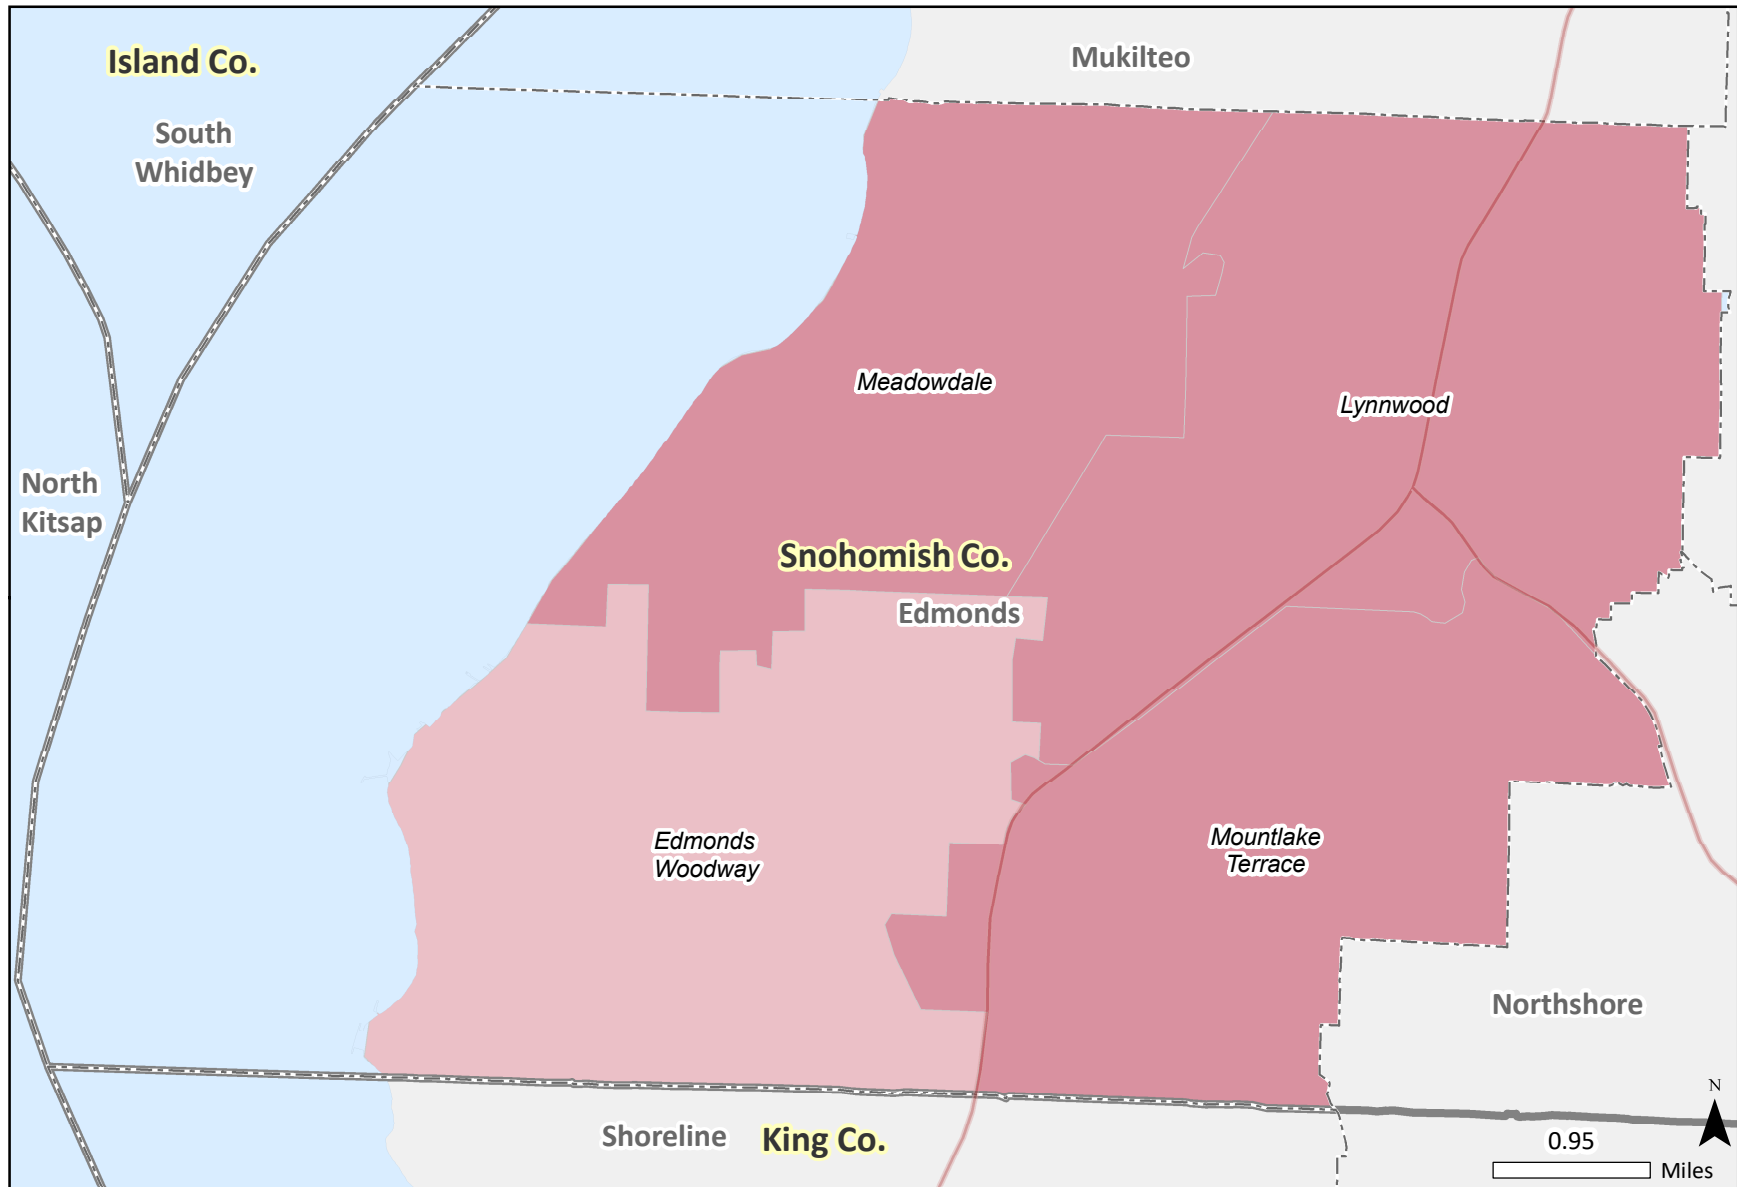 Island Co.
Mukilteo
South
Whidbey
Meadowdale
Lynnwood
North
Kitsap
Snohomish Co.
Edmonds
Edmonds
Woodway
Mountlake
Terrace
Northshore
N
Shoreline
King Co.
0.95
Miles